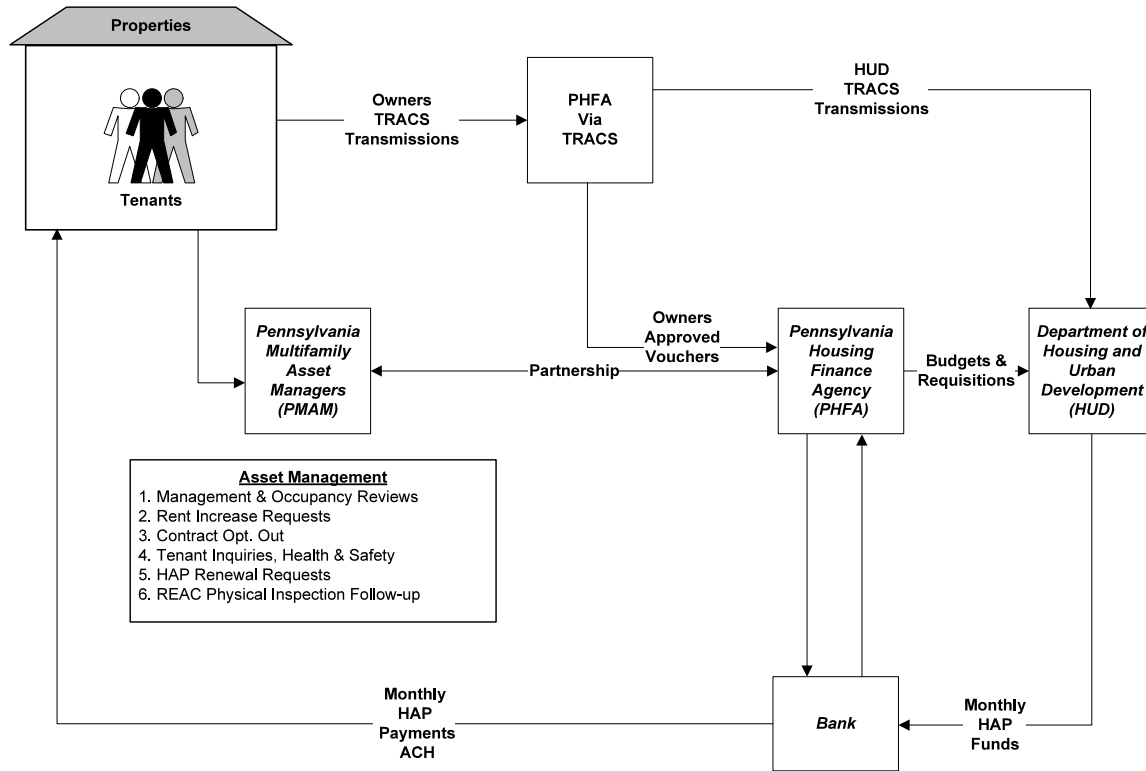 Properties
Tenants
Owners
TRACS
Transmissions
PHFA
Via
TRACS
HUD
TRACS
Transmissions
Pennsylvania
Multifamily
Asset
Managers
(PMAM)
Partnership
Owners
Approved
Vouchers
Pennsylvania
Housing
Finance
Agency
(PHFA)
Budgets &
Requisitions
Department of
Housing and
Urban
Development
(HUD)
Asset Management
1. Management & Occupancy Reviews
2. Rent Increase Requests
3. Contract Opt. Out
4. Tenant Inquiries, Health & Safety
5. HAP Renewal Requests
6. REAC Physical Inspection Follow-up
Monthly
HAP
Payments
ACH
Bank
Monthly
HAP
Funds